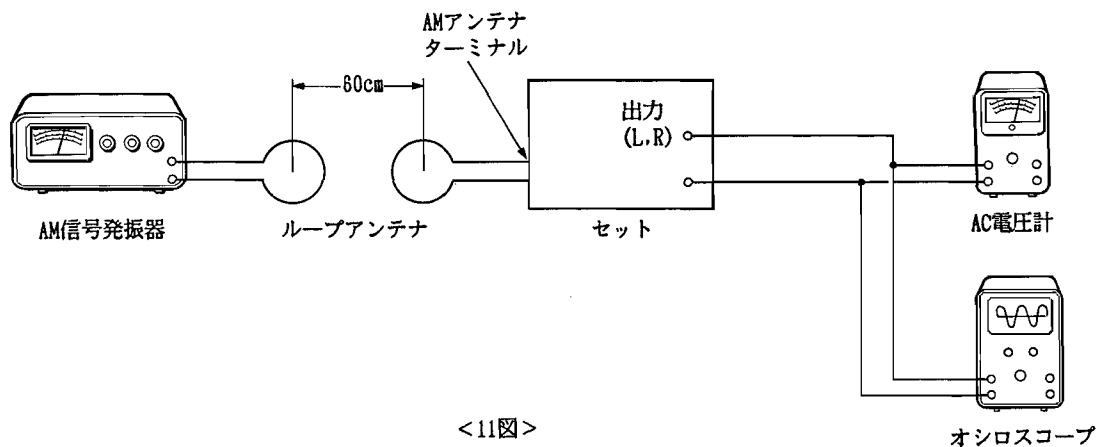 AMアンテナ
ターミナル
60cm
出力
(L,R)
AM信号発振器
ループアンテナ
セット
AC電圧計
<11図>
オシロスコープ